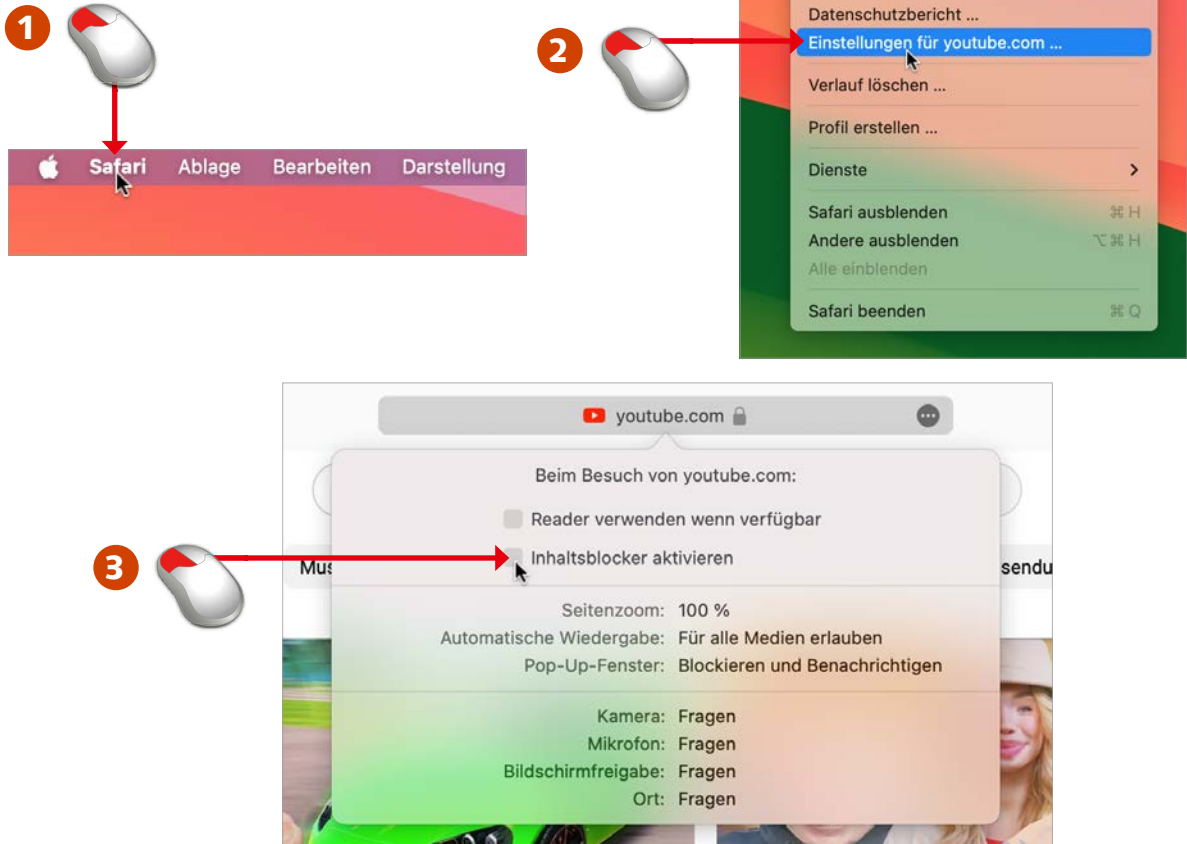 1
Safari Ablage Bearbeiten Darstellung
2
Datenschutzbericht ...
Einstellungen für youtube.com ...
Verlauf löschen ...
Profil erstellen ...
Dienste
Safari ausblenden ⌘ H
Andere ausblenden ⌥ ⌘ H
Alle einblenden
Safari beenden ⌘ Q
youtube.com
Beim Besuch von youtube.com:
Reader verwenden wenn verfügbar
3
Inhaltsblocker aktivieren
Mus
sendu
Seitenzoom: 100 %
Automatische Wiedergabe: Für alle Medien erlauben
Pop-Up-Fenster: Blockieren und Benachrichtigen
Kamera: Fragen
Mikrofon: Fragen
Bildschirmfreigabe: Fragen
Ort: Fragen